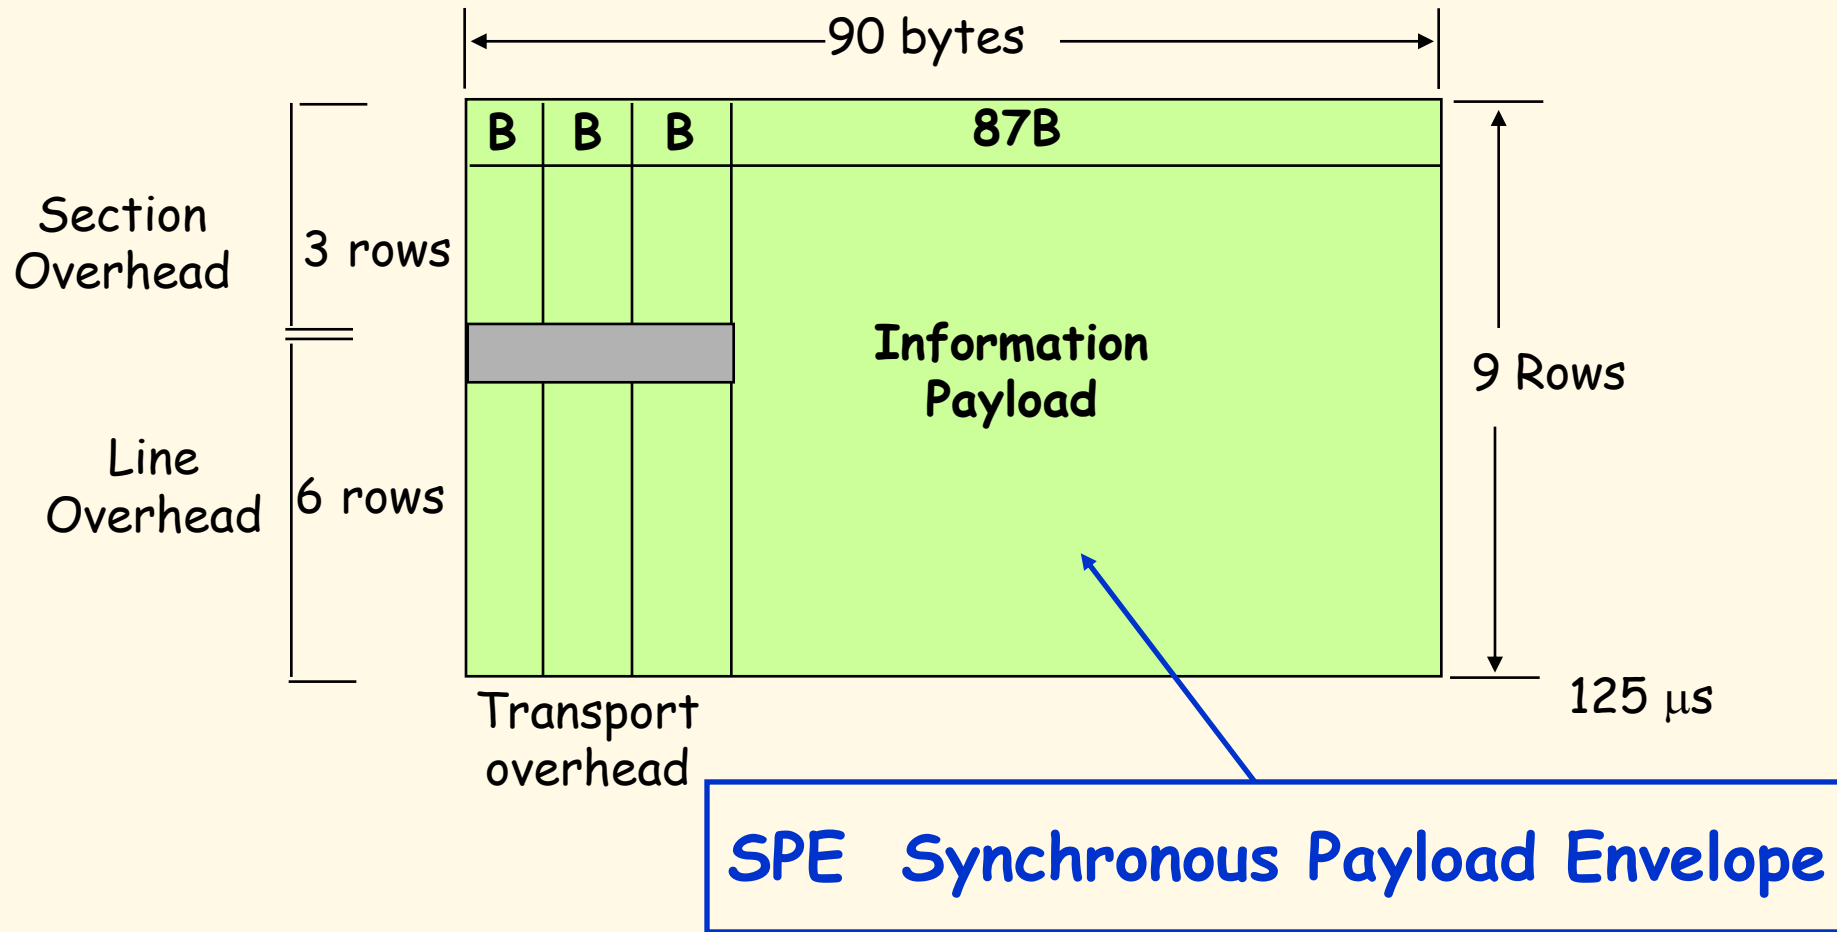 90 bytes
B B B 87B
Section
Overhead
3 rows
Information
Payload
9 Rows
Line
Overhead
6 rows
Transport
overhead
125 μs
SPE Synchronous Payload Envelope